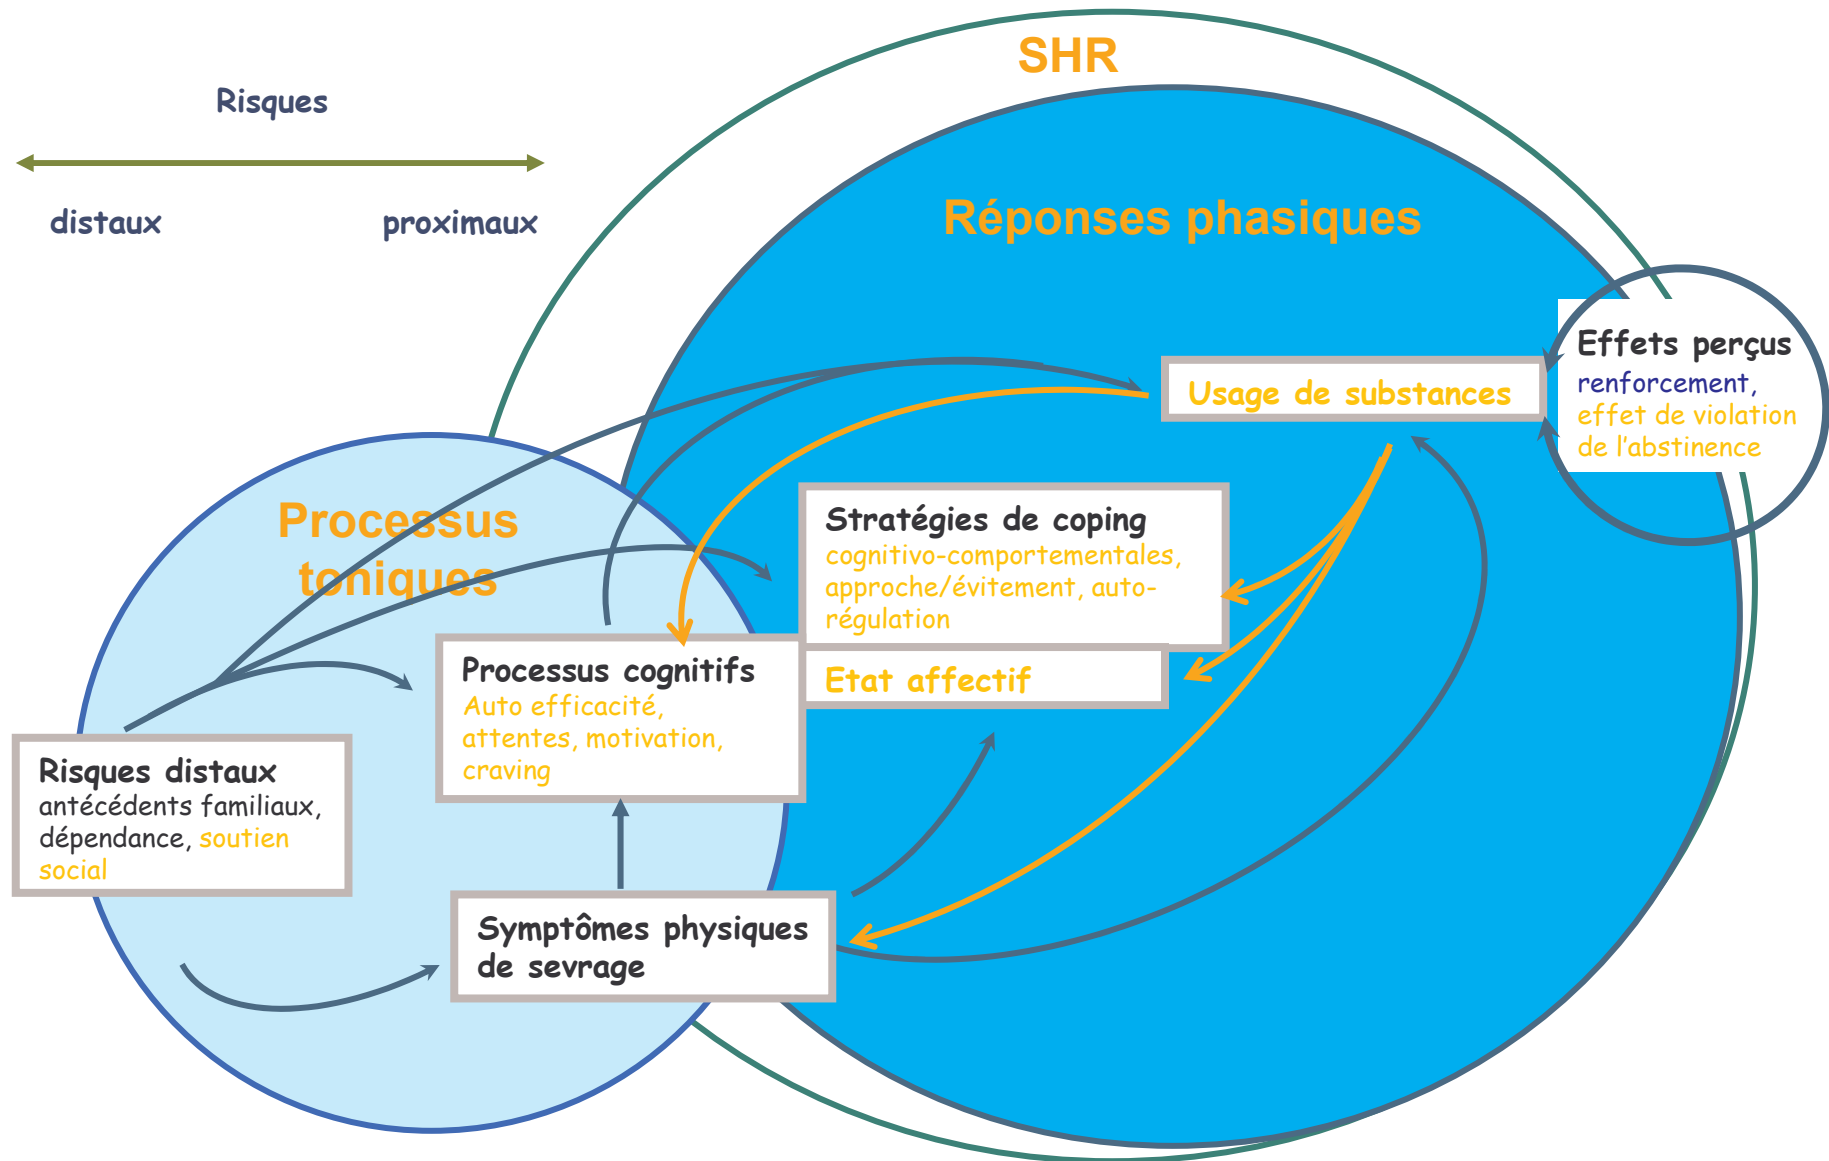 SHR
Risques
distaux
proximaux
Réponses phasiques
Effets perçus
renforcement,
effet de violation
de l'abstinence
Usage de substances
Processus
toniques
Stratégies de coping
cognitivo-comportementales,
approche/évitement, auto-
régulation
Processus cognitifs
Auto efficacité,
attentes, motivation,
craving
Etat affectif
Risques distaux
antécédents familiaux,
dépendance, soutien
social
Symptômes physiques
de sevrage